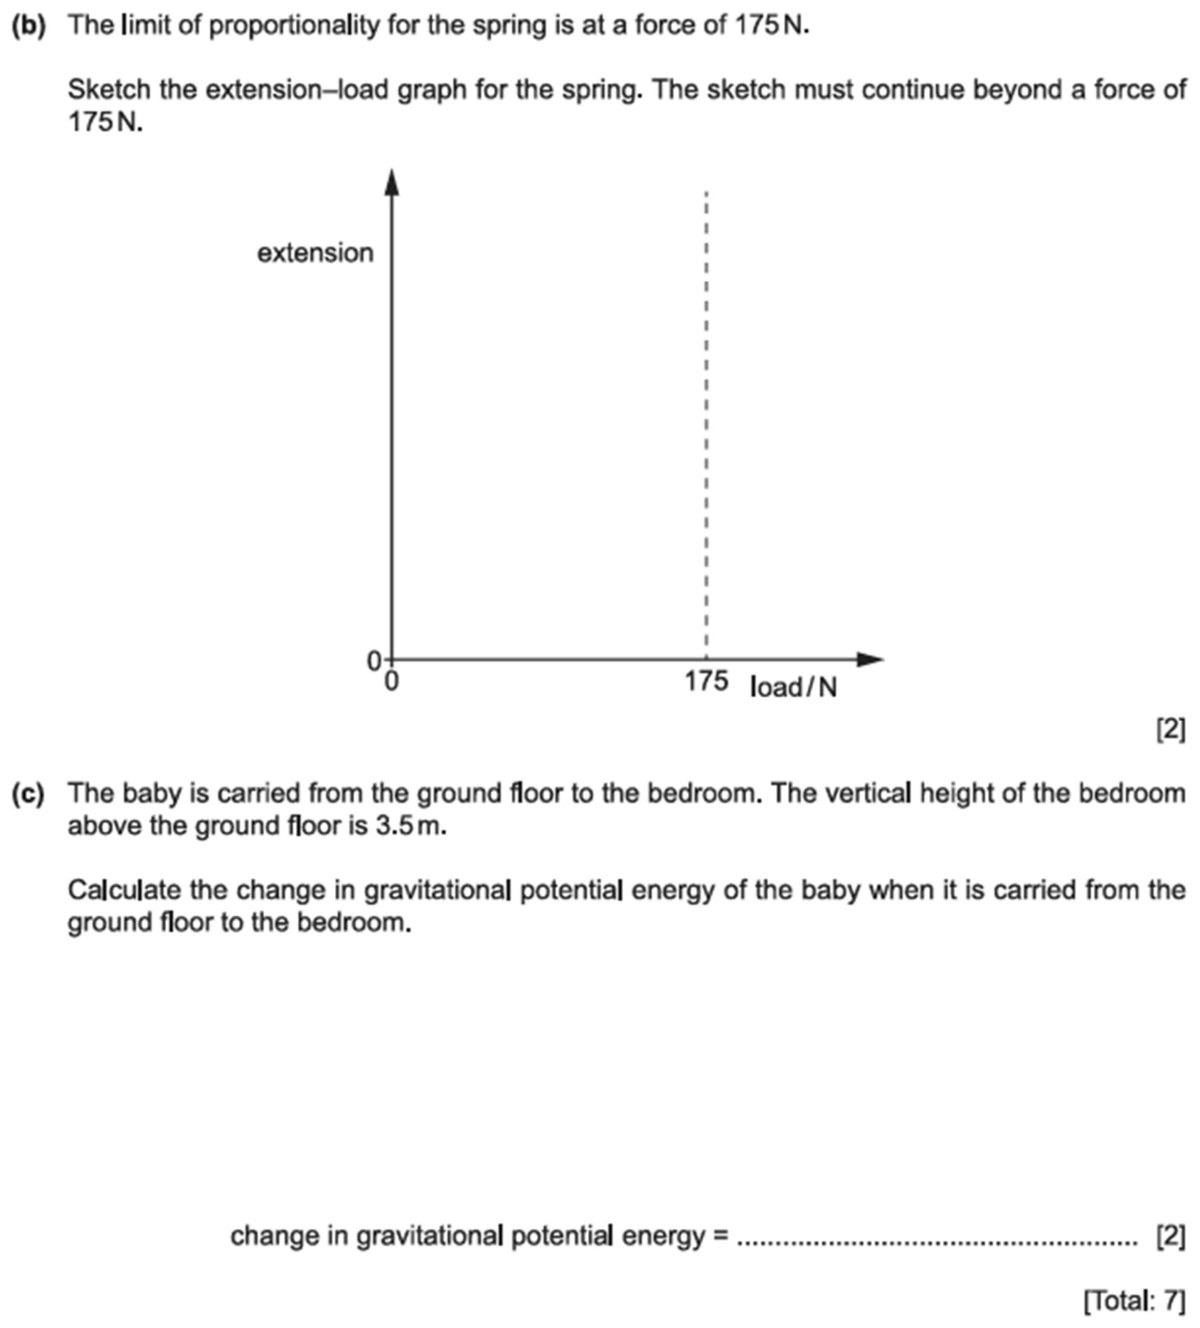 (b) The limit of proportionality for the spring is at a force of 175 N.
Sketch the extension–load graph for the spring. The sketch must continue beyond a force of
175 N.
extension
0
0
175 load/N
[2]
(c) The baby is carried from the ground floor to the bedroom. The vertical height of the bedroom
above the ground floor is 3.5 m.
Calculate the change in gravitational potential energy of the baby when it is carried from the
ground floor to the bedroom.
change in gravitational potential energy = ...................................................... [2]
[Total: 7]